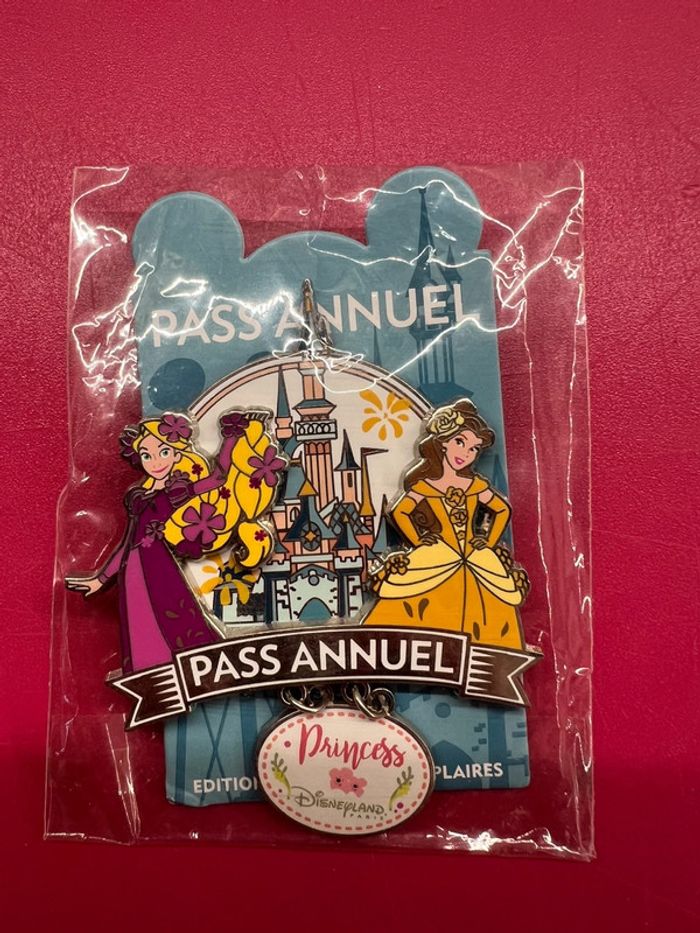 PASS ANNUEL
PASS ANNUEL
Princess
DISNEYLAND
PARIS
EDITION PLAIRES